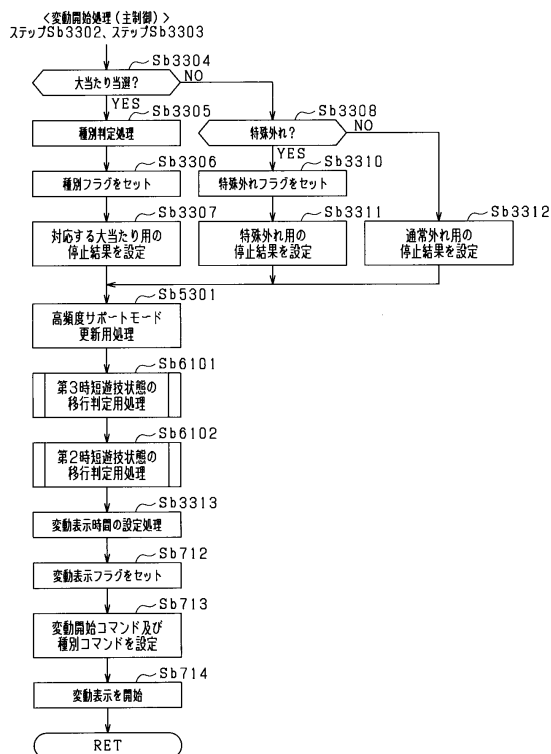 <変動開始処理(主制御)>
ステップSb3302、ステップSb3303
Sb3304
大当たり当選?
NO
YES
Sb3305
種別判定処理
Sb3308
特殊外れ?
NO
YES
Sb3306
種別フラグをセット
Sb3310
特殊外れフラグをセット
Sb3307
対応する大当たり用の
停止結果を設定
Sb3311
特殊外れ用の
停止結果を設定
Sb3312
通常外れ用の
停止結果を設定
Sb5301
高頻度サポートモード
更新用処理
Sb6101
第3時短遊技状態の
移行判定用処理
Sb6102
第2時短遊技状態の
移行判定用処理
Sb3313
変動表示時間の設定処理
Sb712
変動表示フラグをセット
Sb713
変動開始コマンド及び
種別コマンドを設定
Sb714
変動表示を開始
RET